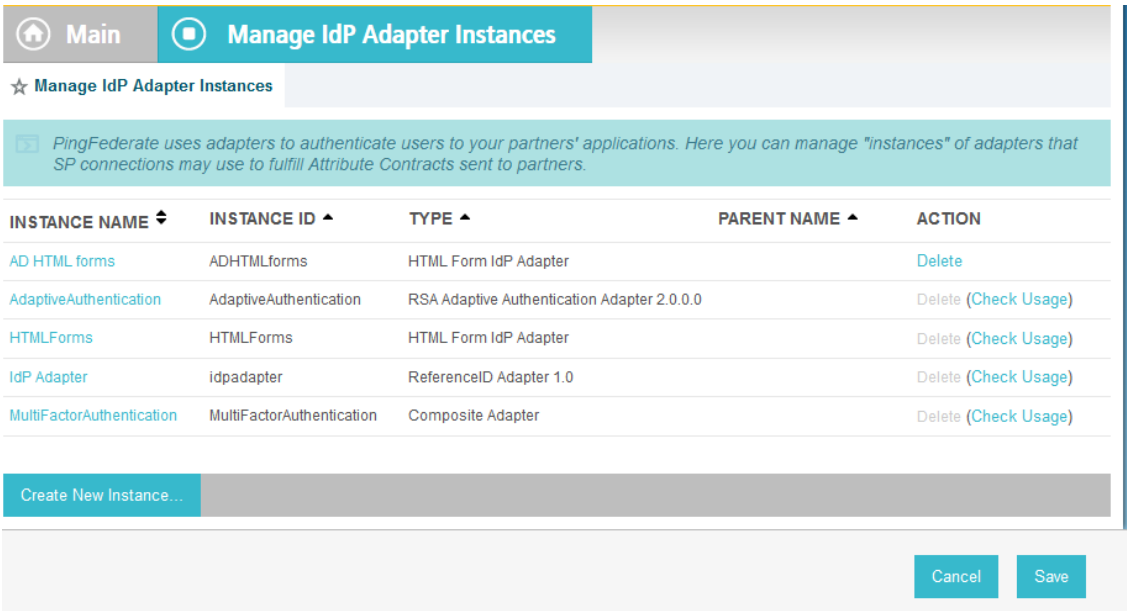 Main
Manage IdP Adapter Instances
Manage IdP Adapter Instances
PingFederate uses adapters to authenticate users to your partners' applications. Here you can manage "instances" of adapters that
SP connections may use to fulfill Attribute Contracts sent to partners.
INSTANCE NAME INSTANCE ID TYPE PARENT NAME ACTION
AD HTML forms ADHTMLforms HTML Form IdP Adapter Delete
AdaptiveAuthentication AdaptiveAuthentication RSA Adaptive Authentication Adapter 2.0.0.0 Delete (Check Usage)
HTMLForms HTMLForms HTML Form IdP Adapter Delete (Check Usage)
IdP Adapter idpadapter ReferenceID Adapter 1.0 Delete (Check Usage)
MultiFactorAuthentication MultiFactorAuthentication Composite Adapter Delete (Check Usage)
Create New Instance...
Cancel Save